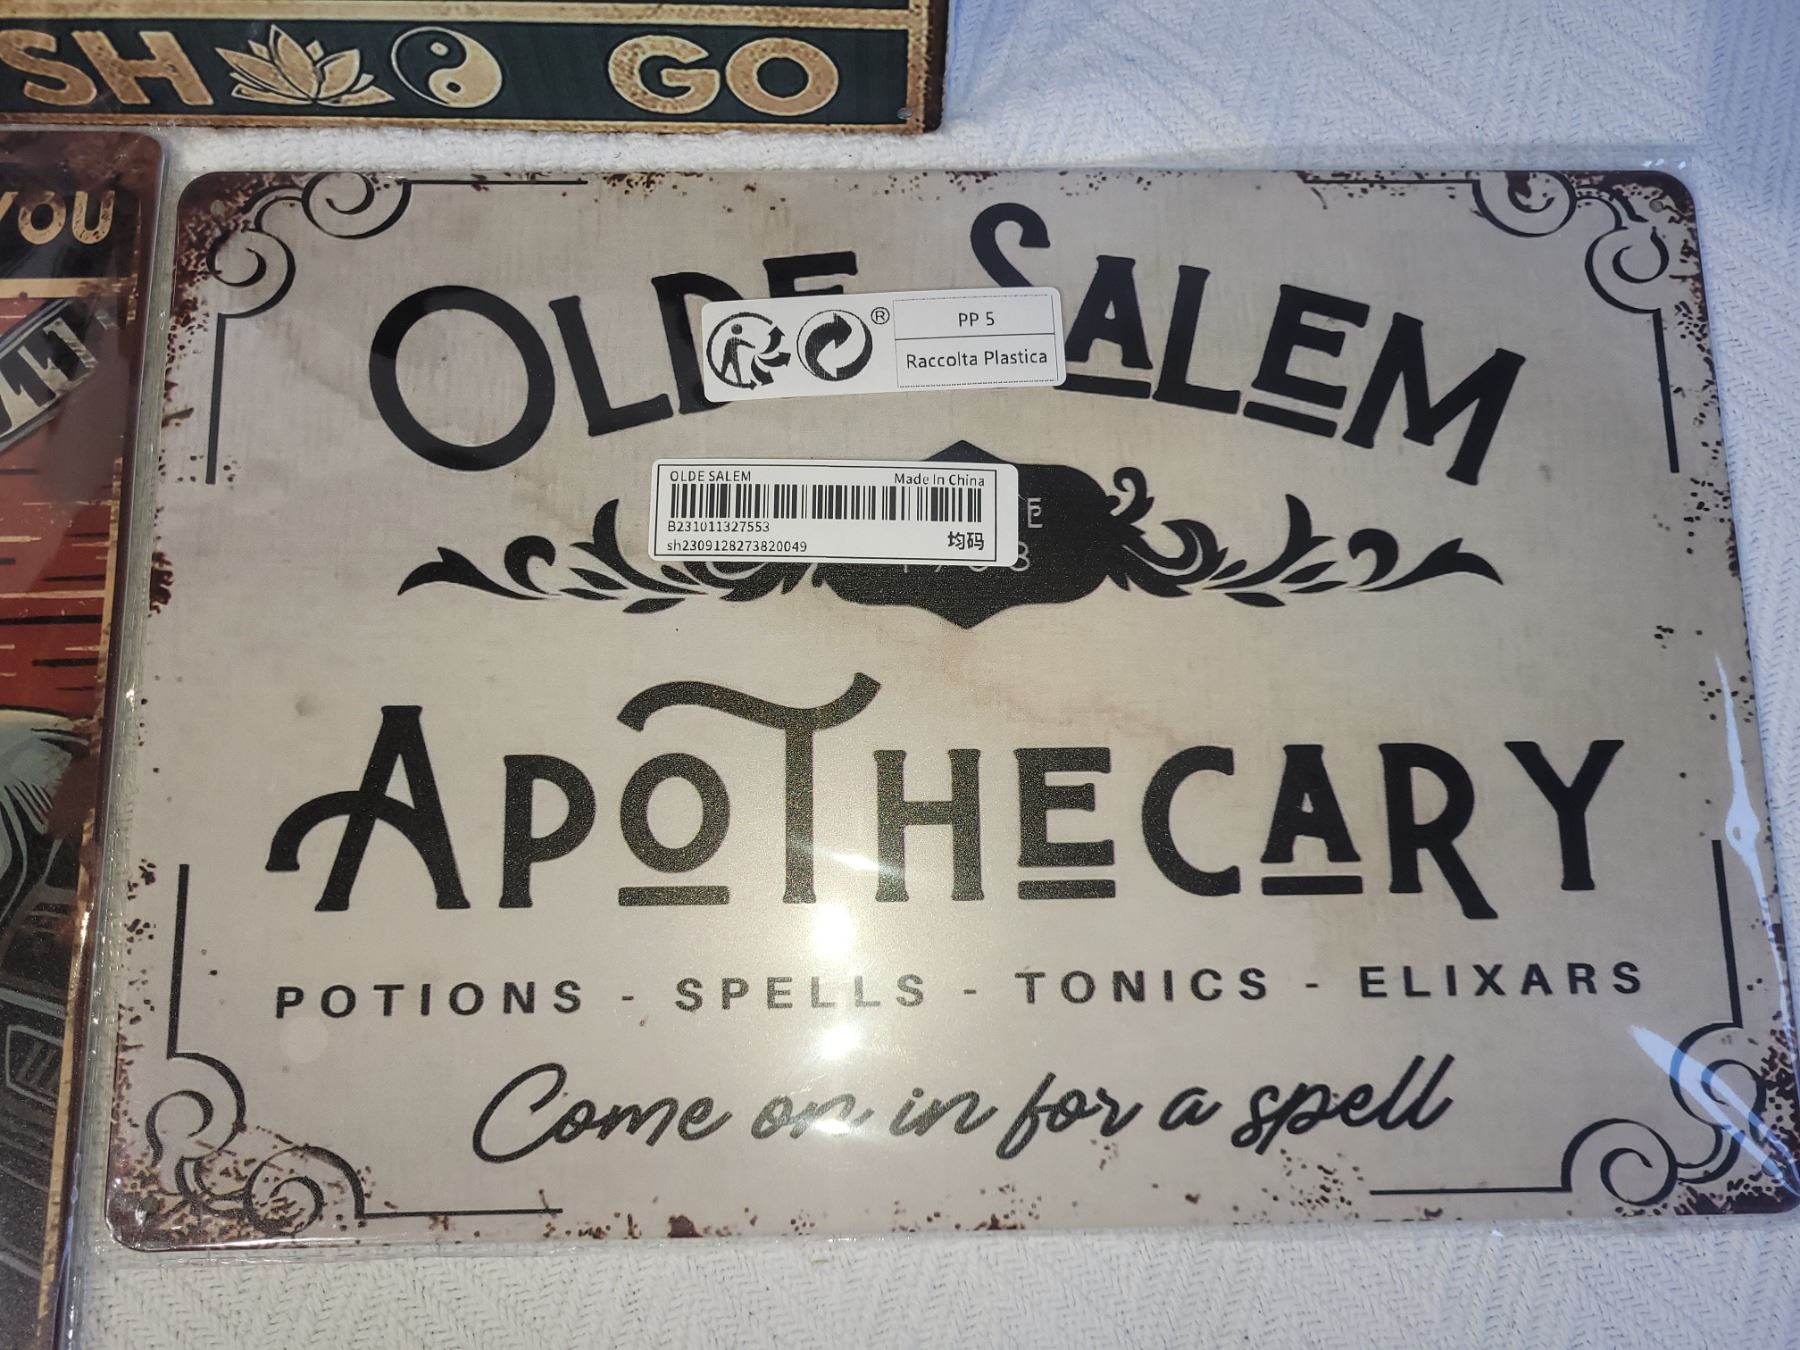 SH GO
YOU
OLDE SALEM
®
PP 5
Raccolta Plastica
OLDE SALEM Made In China
B231011327553
sh2309128273820049 均码
APOTHECARY
POTIONS - SPELLS - TONICS - ELIXARS
Come on in for a spell